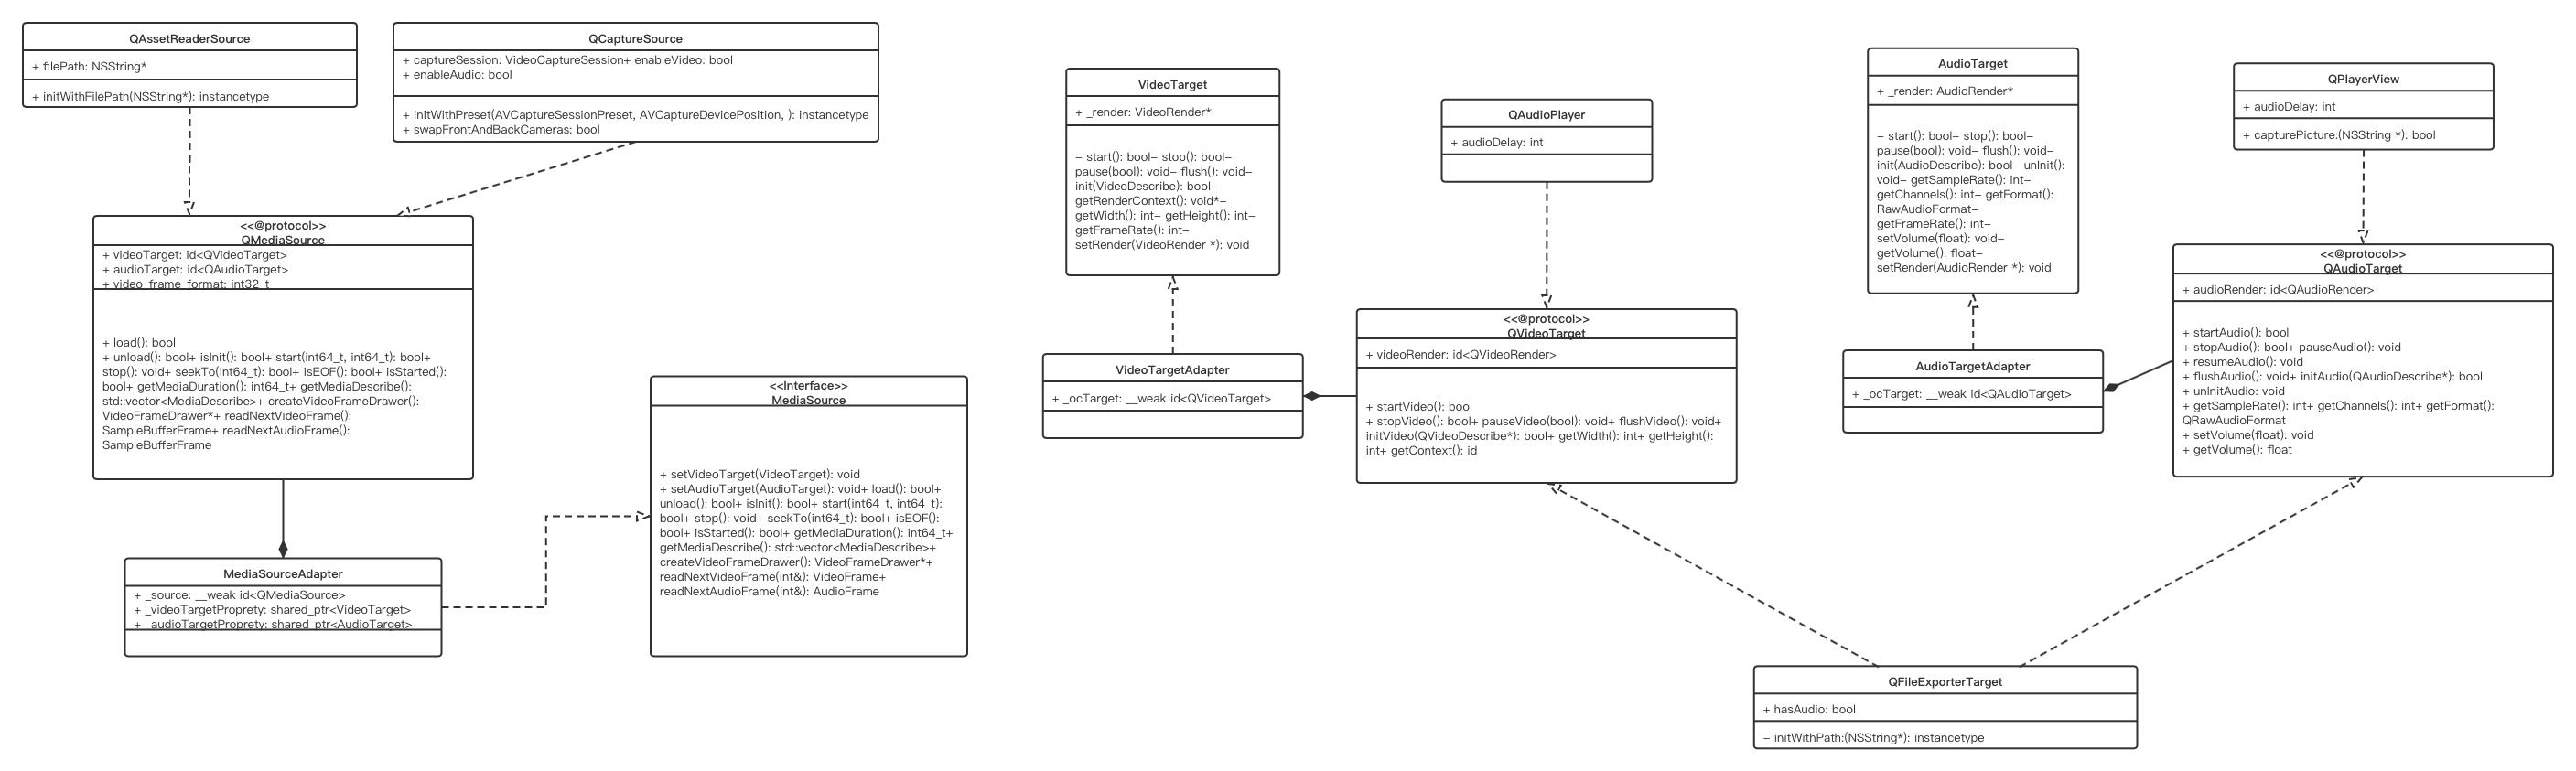 QAssetReaderSource
+ filePath: NSString*
+ initWithFilePath(NSString*): instancetype
QCaptureSource
+ captureSession: VideoCaptureSession+ enableVideo: bool
+ enableAudio: bool
+ initWithPreset(AVCaptureSessionPreset, AVCaptureDevicePosition, ): instancetype
+ swapFrontAndBackCameras: bool
<<@protocol>>
QMediaSource
+ videoTarget: id<QVideoTarget>
+ audioTarget: id<QAudioTarget>
+ video_frame_format: int32_t
+ load(): bool
+ unload(): bool+ isInit(): bool+ start(int64_t, int64_t): bool+
stop(): void+ seekTo(int64_t): bool+ isEOF(): bool+ isStarted():
bool+ getMediaDuration(): int64_t+ getMediaDescribe():
std::vector<MediaDescribe>+ createVideoFrameDrawer():
VideoFrameDrawer*+ readNextVideoFrame():
SampleBufferFrame+ readNextAudioFrame():
SampleBufferFrame
MediaSourceAdapter
+ _source: __weak id<QMediaSource>
+ _videoTargetProprety: shared_ptr<VideoTarget>
+ _audioTargetProprety: shared_ptr<AudioTarget>
<<Interface>>
MediaSource
+ setVideoTarget(VideoTarget): void
+ setAudioTarget(AudioTarget): void+ load(): bool+
unload(): bool+ isInit(): bool+ start(int64_t, int64_t):
bool+ stop(): void+ seekTo(int64_t): bool+ isEOF():
bool+ isStarted(): bool+ getMediaDuration(): int64_t+
getMediaDescribe(): std::vector<MediaDescribe>+
createVideoFrameDrawer(): VideoFrameDrawer*+
readNextVideoFrame(int&): VideoFrame+
readNextAudioFrame(int&): AudioFrame
VideoTarget
+ _render: VideoRender*
− start(): bool− stop(): bool−
pause(bool): void− flush(): void−
init(VideoDescribe): bool−
getRenderContext(): void*−
getWidth(): int− getHeight(): int−
getFrameRate(): int−
setRender(VideoRender *): void
VideoTargetAdapter
+ _ocTarget: __weak id<QVideoTarget>
QAudioPlayer
+ audioDelay: int
<<@protocol>>
QVideoTarget
+ videoRender: id<QVideoRender>
+ startVideo(): bool
+ stopVideo(): bool+ pauseVideo(bool): void+ flushVideo(): void+
initVideo(QVideoDescribe*): bool+ getWidth(): int+ getHeight():
int+ getContext(): id
AudioTarget
+ _render: AudioRender*
− start(): bool− stop(): bool−
pause(bool): void− flush(): void−
init(AudioDescribe): bool− unInit():
void− getSampleRate(): int−
getChannels(): int− getFormat():
RawAudioFormat−
getFrameRate(): int−
setVolume(float): void−
getVolume(): float−
setRender(AudioRender *): void
AudioTargetAdapter
+ _ocTarget: __weak id<QAudioTarget>
QPlayerView
+ audioDelay: int
+ capturePicture:(NSString *): bool
<<@protocol>>
QAudioTarget
+ audioRender: id<QAudioRender>
+ startAudio(): bool
+ stopAudio(): bool+ pauseAudio(): void
+ resumeAudio(): void
+ flushAudio(): void+ initAudio(QAudioDescribe*): bool
+ unInitAudio: void
+ getSampleRate(): int+ getChannels(): int+ getFormat():
QRawAudioFormat
+ setVolume(float): void
+ getVolume(): float
QFileExporterTarget
+ hasAudio: bool
− initWithPath:(NSString*): instancetype